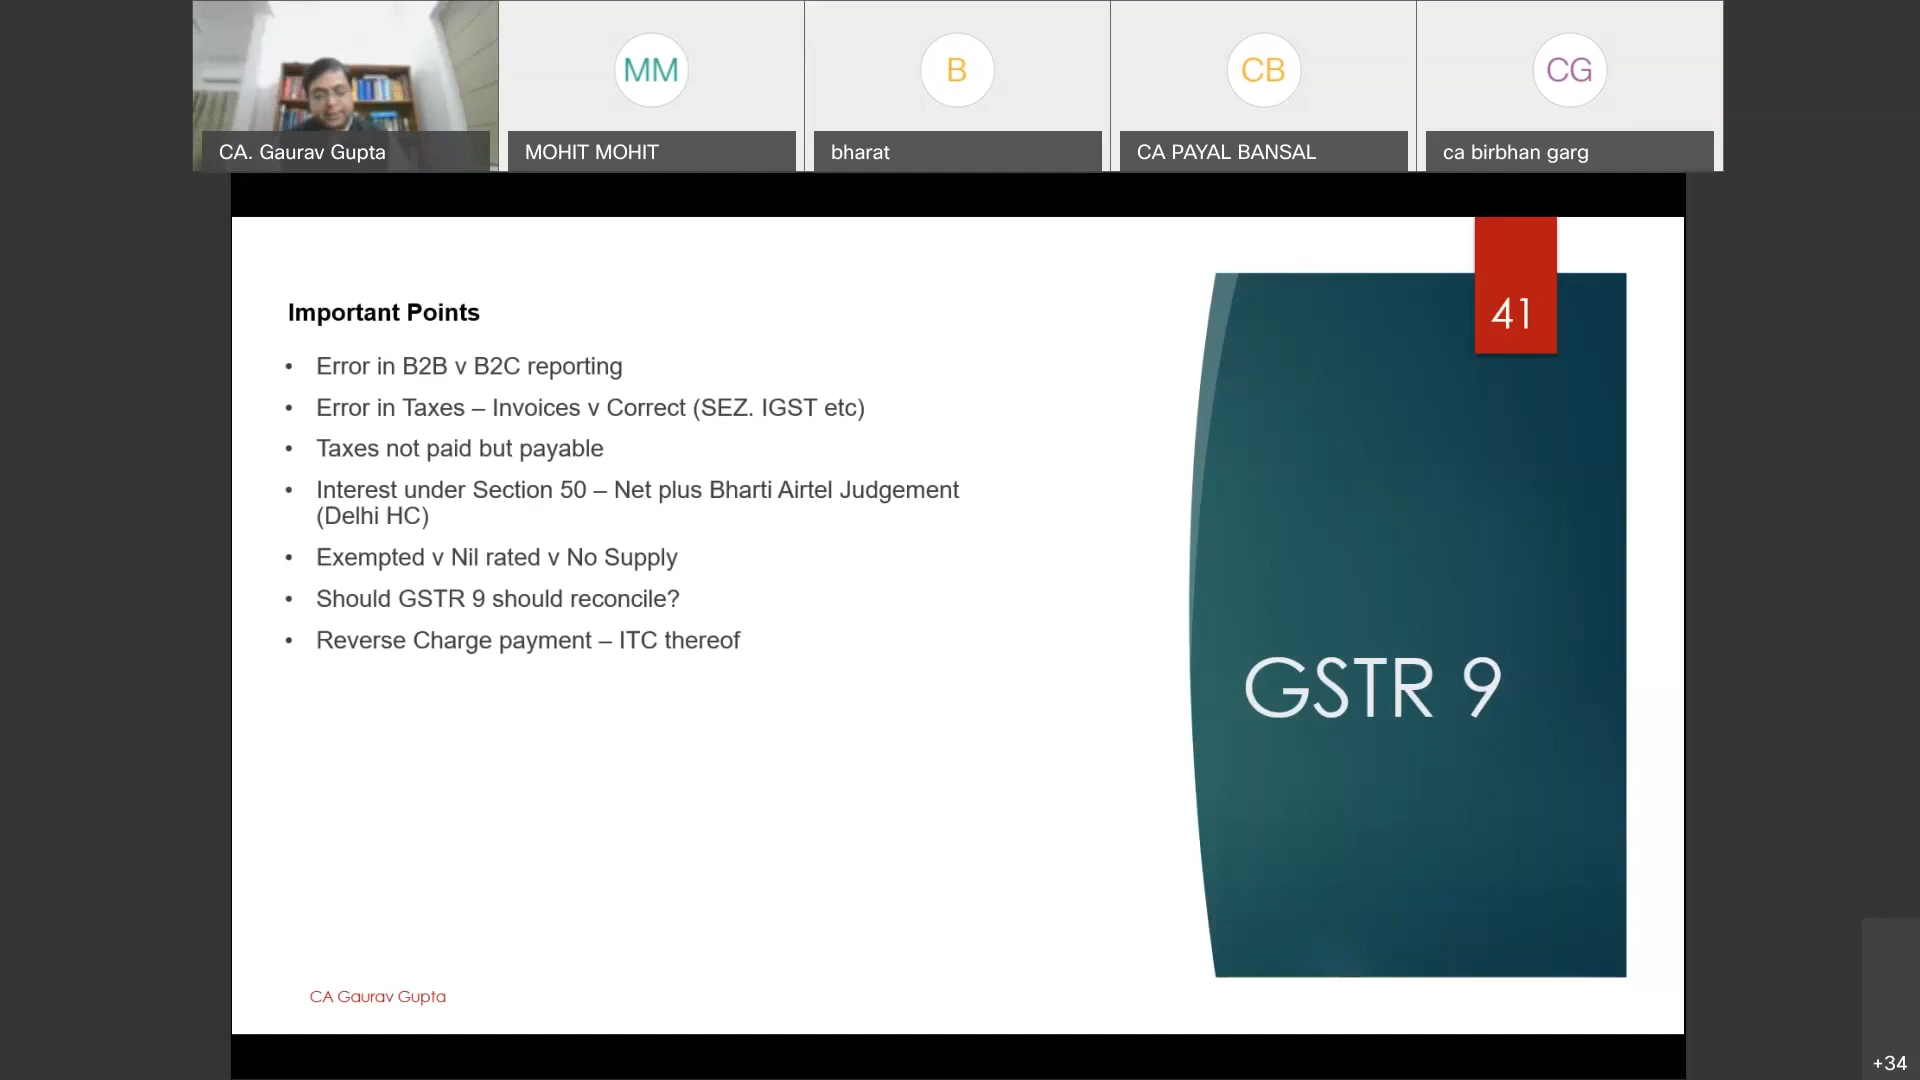 MM
B
CB
CG
CA. Gaurav Gupta
MOHIT MOHIT
bharat
CA PAYAL BANSAL
ca birbhan garg
41
Important Points
• Error in B2B v B2C reporting
• Error in Taxes – Invoices v Correct (SEZ. IGST etc)
• Taxes not paid but payable
• Interest under Section 50 – Net plus Bharti Airtel Judgement
(Delhi HC)
• Exempted v Nil rated v No Supply
• Should GSTR 9 should reconcile?
• Reverse Charge payment – ITC thereof
GSTR 9
CA Gaurav Gupta
+34